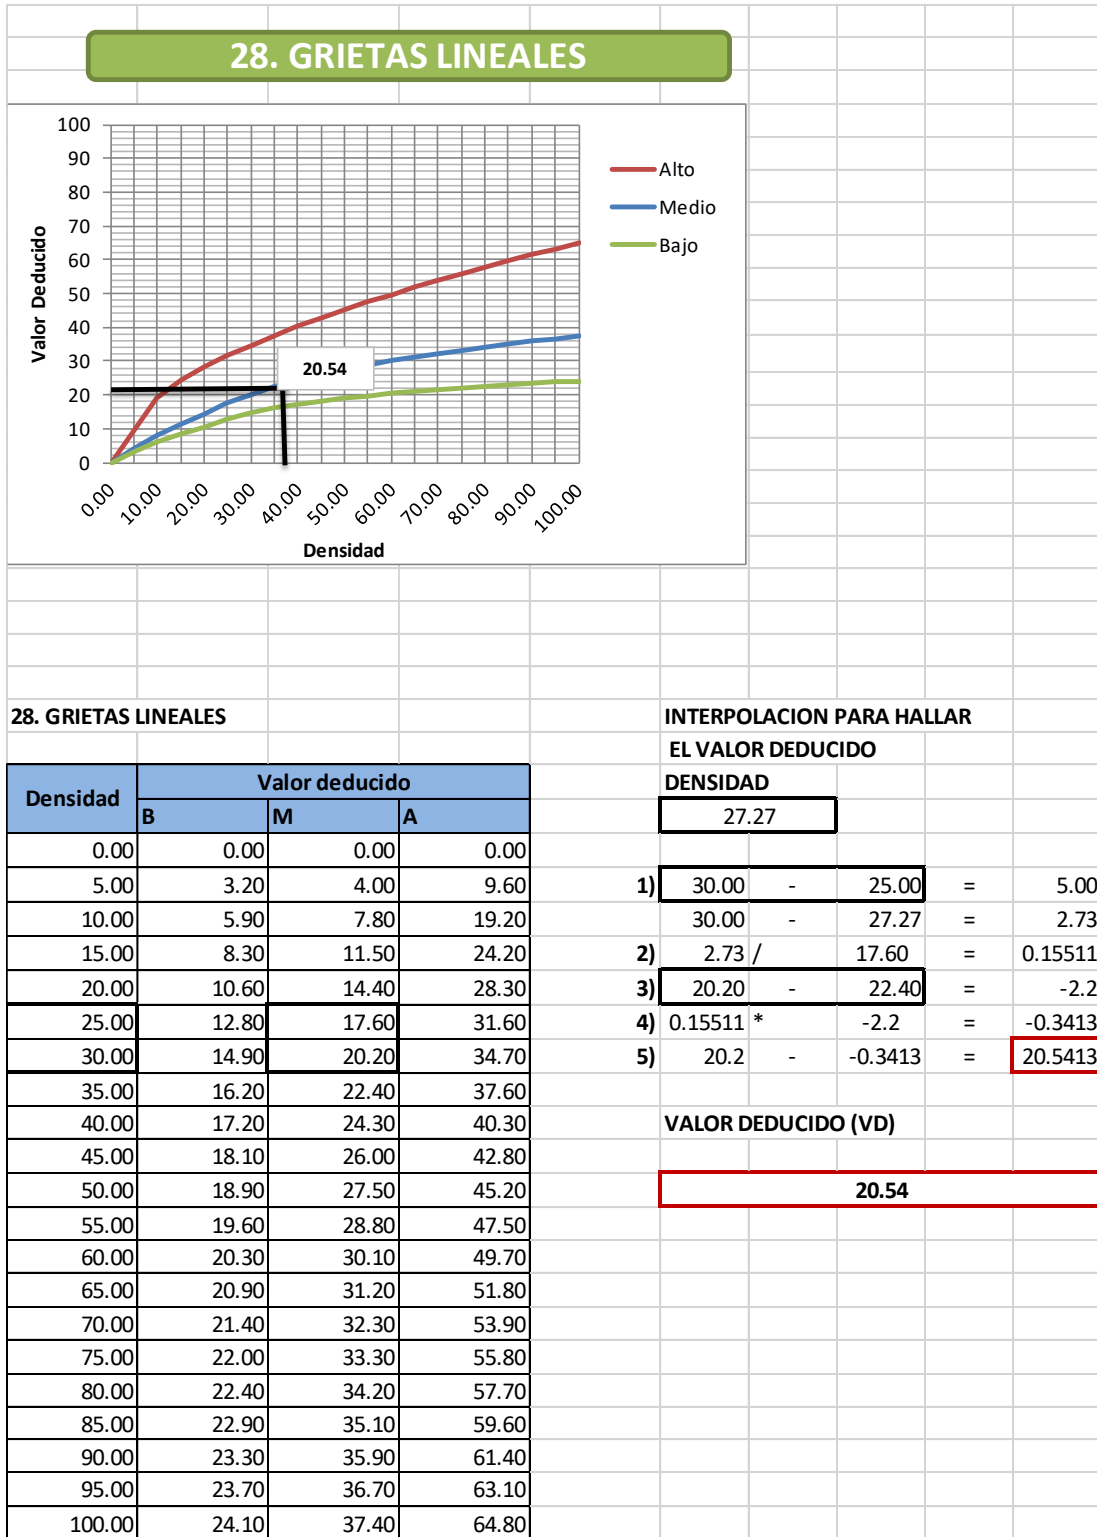 28. GRIETAS LINEALES
100
90
80
70
60
50
40
30
20
10
0
Valor Deducido
20.54
Alto
Medio
Bajo
0.00 10.00 20.00 30.00 40.00 50.00 60.00 70.00 80.00 90.00 100.00
Densidad
28. GRIETAS LINEALES
Densidad Valor deducido
B M A
0.00 0.00 0.00 0.00
5.00 3.20 4.00 9.60
10.00 5.90 7.80 19.20
15.00 8.30 11.50 24.20
20.00 10.60 14.40 28.30
25.00 12.80 17.60 31.60
30.00 14.90 20.20 34.70
35.00 16.20 22.40 37.60
40.00 17.20 24.30 40.30
45.00 18.10 26.00 42.80
50.00 18.90 27.50 45.20
55.00 19.60 28.80 47.50
60.00 20.30 30.10 49.70
65.00 20.90 31.20 51.80
70.00 21.40 32.30 53.90
75.00 22.00 33.30 55.80
80.00 22.40 34.20 57.70
85.00 22.90 35.10 59.60
90.00 23.30 35.90 61.40
95.00 23.70 36.70 63.10
100.00 24.10 37.40 64.80
INTERPOLACION PARA HALLAR
EL VALOR DEDUCIDO
DENSIDAD
27.27
1) 30.00 - 25.00 = 5.00
30.00 - 27.27 = 2.73
2) 2.73 / 17.60 = 0.15511
3) 20.20 - 22.40 = -2.2
4) 0.15511 * -2.2 = -0.3413
5) 20.2 - -0.3413 = 20.5413
VALOR DEDUCIDO (VD)
20.54